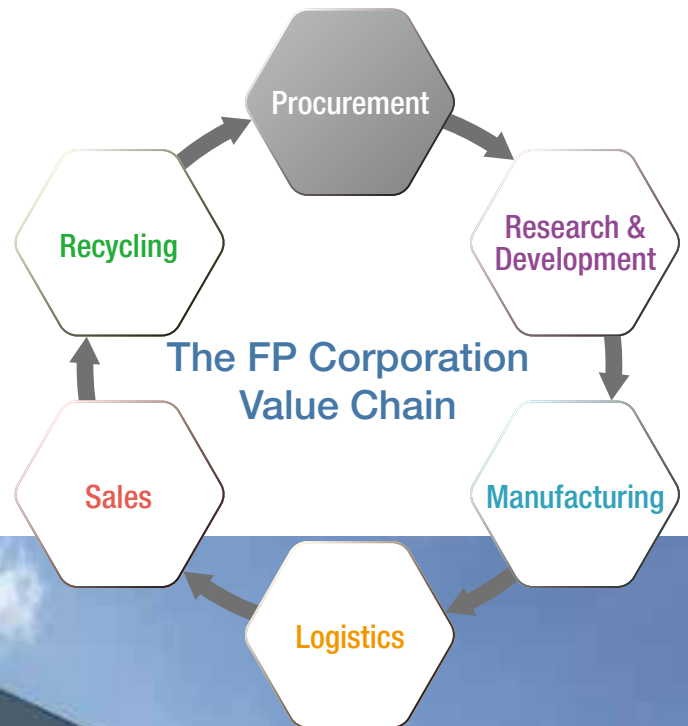 Procurement
Research &
Development
Recycling
The FP Corporation
Value Chain
Sales
Manufacturing
Logistics